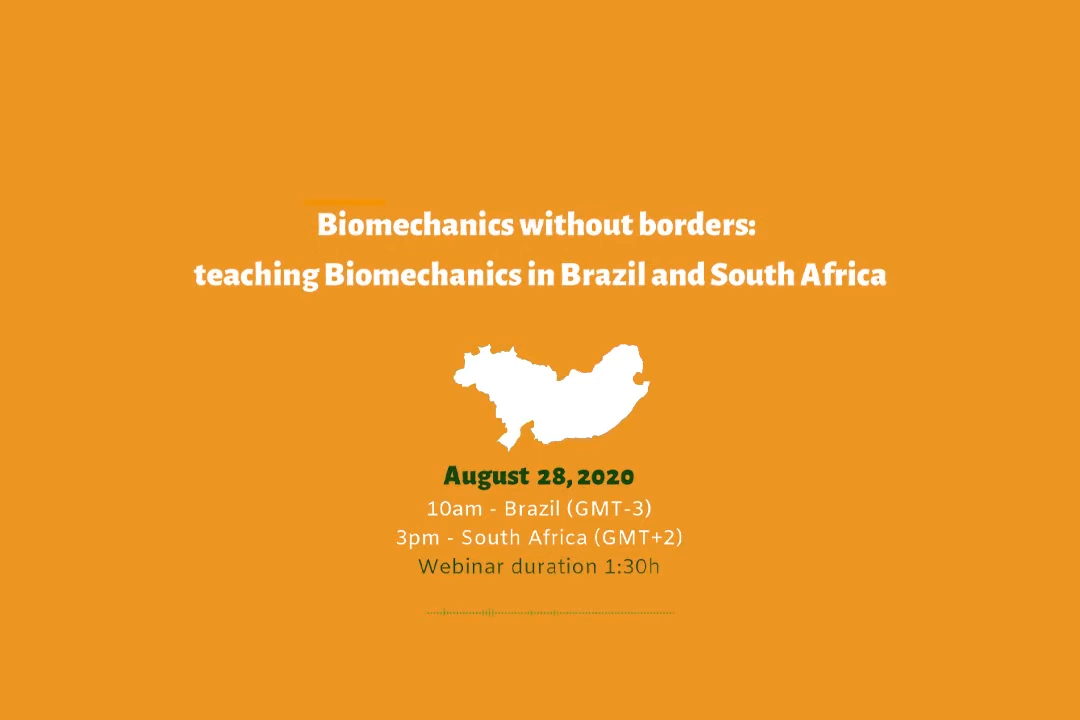 Biomechanics without borders:
teaching Biomechanics in Brazil and South Africa
August 28, 2020
10am - Brazil (GMT-3)
3pm - South Africa (GMT+2)
Webinar duration 1:30h